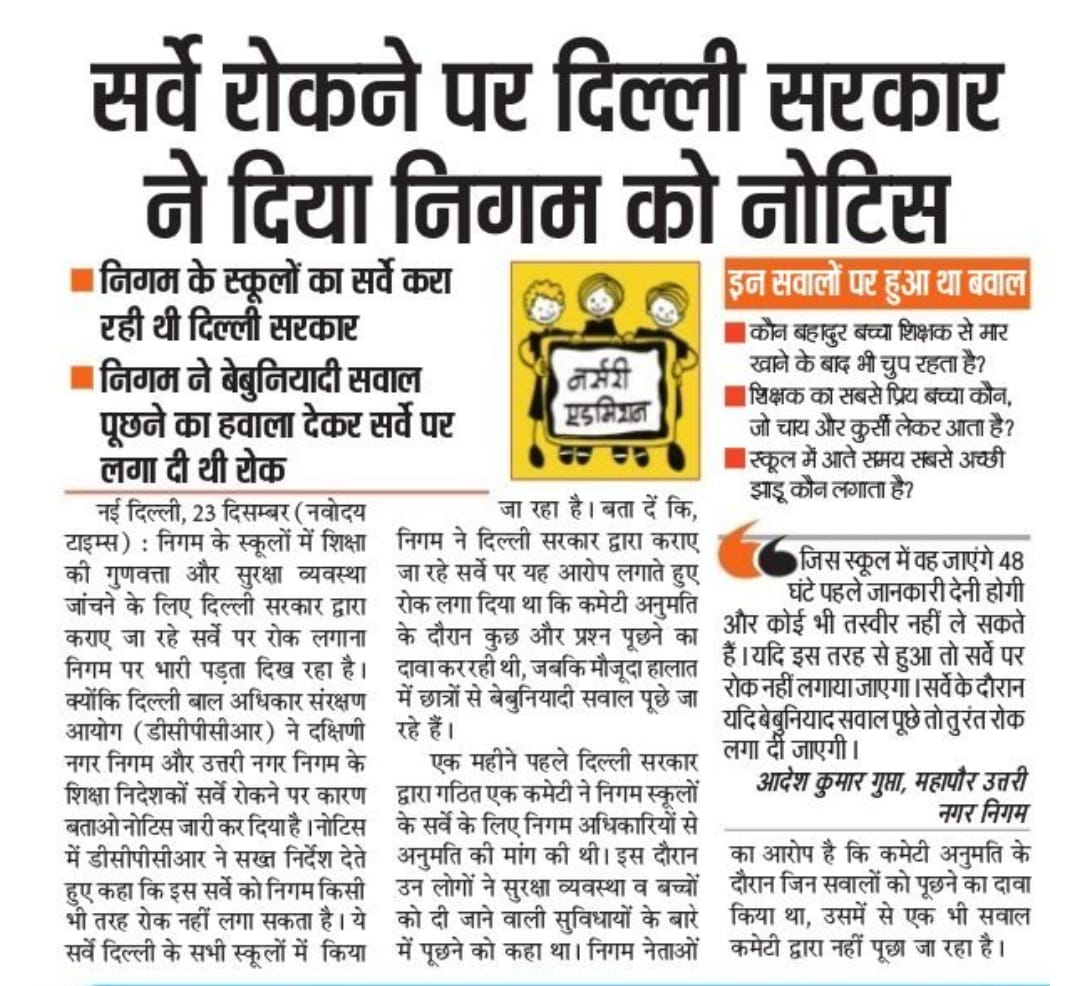 सर्वे रोकने पर दिल्ली सरकार
ने दिया निगम को नोटिस
निगम के स्कूलों का सर्वे करा
रही थी दिल्ली सरकार
निगम ने बेबुनियादी सवाल
पूछने का हवाला देकर सर्वे पर
लगा दी थी रोक
नर्सरी
एडमिशन
इन सवालों पर हुआ था बवाल
कौन बहादुर बच्चा शिक्षक से मार
खाने के बाद भी चुप रहता है?
शिक्षक का सबसे प्रिय बच्चा कौन,
जो चाय और कुर्सी लेकर आता है?
स्कूल में आते समय सबसे अच्छी
झाडू कौन लगाता है?
नई दिल्ली, 23 दिसम्बर (नवोदय
टाइम्स) : निगम के स्कूलों में शिक्षा
की गुणवत्ता और सुरक्षा व्यवस्था
जांचने के लिए दिल्ली सरकार द्वारा
कराए जा रहे सर्वे पर रोक लगाना
निगम पर भारी पड़ता दिख रहा है।
क्योंकि दिल्ली बाल अधिकार संरक्षण
आयोग (डीसीपीसीआर) ने दक्षिणी
नगर निगम और उत्तरी नगर निगम के
शिक्षा निदेशकों सर्वे रोकने पर कारण
बताओ नोटिस जारी कर दिया है। नोटिस
में डीसीपीसीआर ने सख्त निर्देश देते
हुए कहा कि इस सर्वे को निगम किसी
भी तरह रोक नहीं लगा सकता है। ये
सर्वे दिल्ली के सभी स्कूलों में किया
जा रहा है। बता दें कि,
निगम ने दिल्ली सरकार द्वारा कराए
जा रहे सर्वे पर यह आरोप लगाते हुए
रोक लगा दिया था कि कमेटी अनुमति
के दौरान कुछ और प्रश्न पूछने का
दावा कर रही थी, जबकि मौजूदा हालात
में छात्रों से बेबुनियादी सवाल पूछे जा
रहे हैं।
एक महीने पहले दिल्ली सरकार
द्वारा गठित एक कमेटी ने निगम स्कूलों
के सर्वे के लिए निगम अधिकारियों से
अनुमति की मांग की थी। इस दौरान
उन लोगों ने सुरक्षा व्यवस्था व बच्चों
को दी जाने वाली सुविधायों के बारे
में पूछने को कहा था। निगम नेताओं
जिस स्कूल में वह जाएंगे 48
घंटे पहले जानकारी देनी होगी
और कोई भी तस्वीर नहीं ले सकते
हैं। यदि इस तरह से हुआ तो सर्वे पर
रोक नहीं लगाया जाएगा। सर्वे के दौरान
यदि बेबुनियाद सवाल पूछे तो तुरंत रोक
लगा दी जाएगी।
आदेश कुमार गुप्ता, महापौर उत्तरी
नगर निगम
का आरोप है कि कमेटी अनुमति के
दौरान जिन सवालों को पूछने का दावा
किया था, उसमें से एक भी सवाल
कमेटी द्वारा नहीं पूछा जा रहा है।